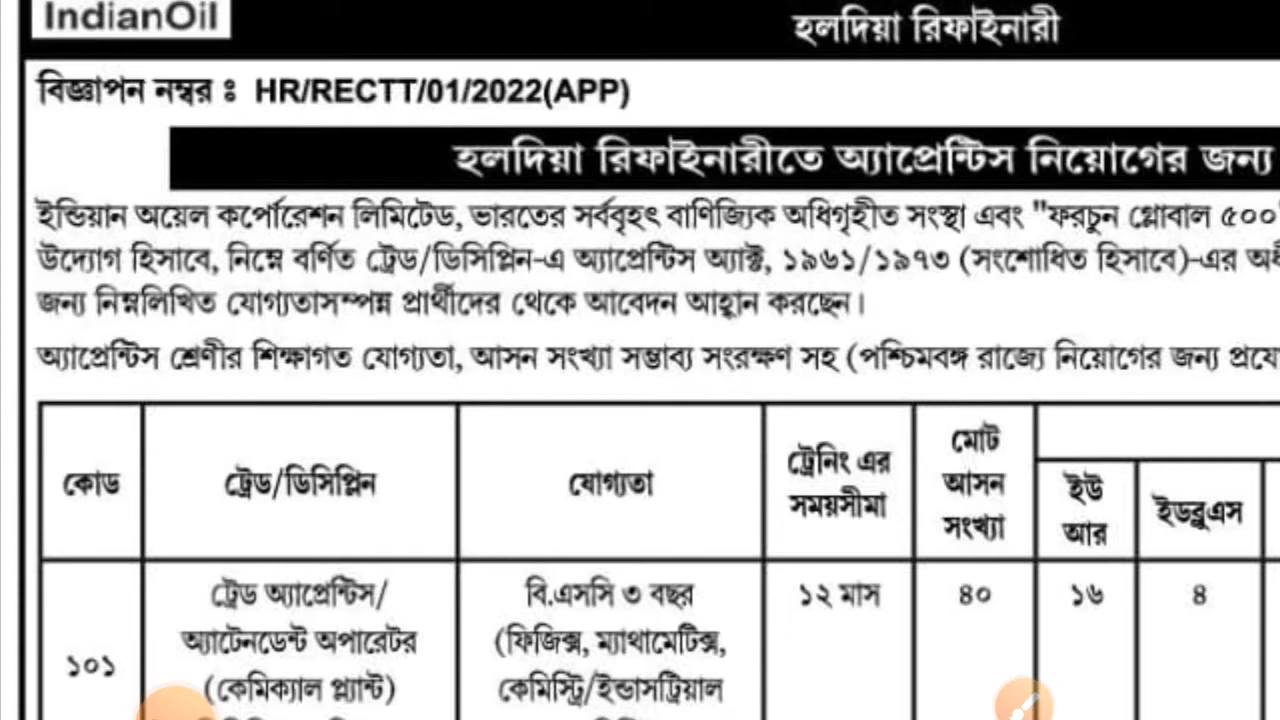 IndianOil
হলদিয়া রিফাইনারী
বিজ্ঞাপন নম্বর ঃ HR/RECTT/01/2022(APP)
হলদিয়া রিফাইনারীতে অ্যাপ্রেন্টিস নিয়োগের জন্য
ইন্ডিয়ান অয়েল কর্পোরেশন লিমিটেড, ভারতের সর্ববৃহৎ বাণিজ্যিক অধিগৃহীত সংস্থা এবং "ফরচুন গ্লোবাল ৫০০"
উদ্যোগ হিসাবে, নিম্নে বর্ণিত ট্রেড/ডিসিপ্লিন-এ অ্যাপ্রেন্টিস অ্যাক্ট, ১৯৬১/১৯৭৩ (সংশোধিত হিসাবে)-এর
জন্য নিম্নলিখিত যোগ্যতাসম্পন্ন প্রার্থীদের থেকে আবেদন আহ্বান করছেন।
অ্যাপ্রেন্টিস শ্রেণীর শিক্ষাগত যোগ্যতা, আসন সংখ্যা সম্ভাব্য সংরক্ষণ সহ (পশ্চিমবঙ্গ রাজ্যে নিয়োগের জন্য
কোড
ট্রেড/ডিসিপ্লিন
যোগ্যতা
ট্রেনিং এর
সময়সীমা
মোট
আসন
সংখ্যা
ইউ
আর
ইডব্লুএস
১০১
ট্রেড অ্যাপ্রেন্টিস/
অ্যাটেনডেন্ট অপারেটর
(কেমিক্যাল প্ল্যান্ট)
বি.এসসি ৩ বছর
(ফিজিক্স, ম্যাথামেটিক্স,
কেমিস্ট্রি/ইন্ডাসট্রিয়াল
১২ মাস
৪০
১৬
৪